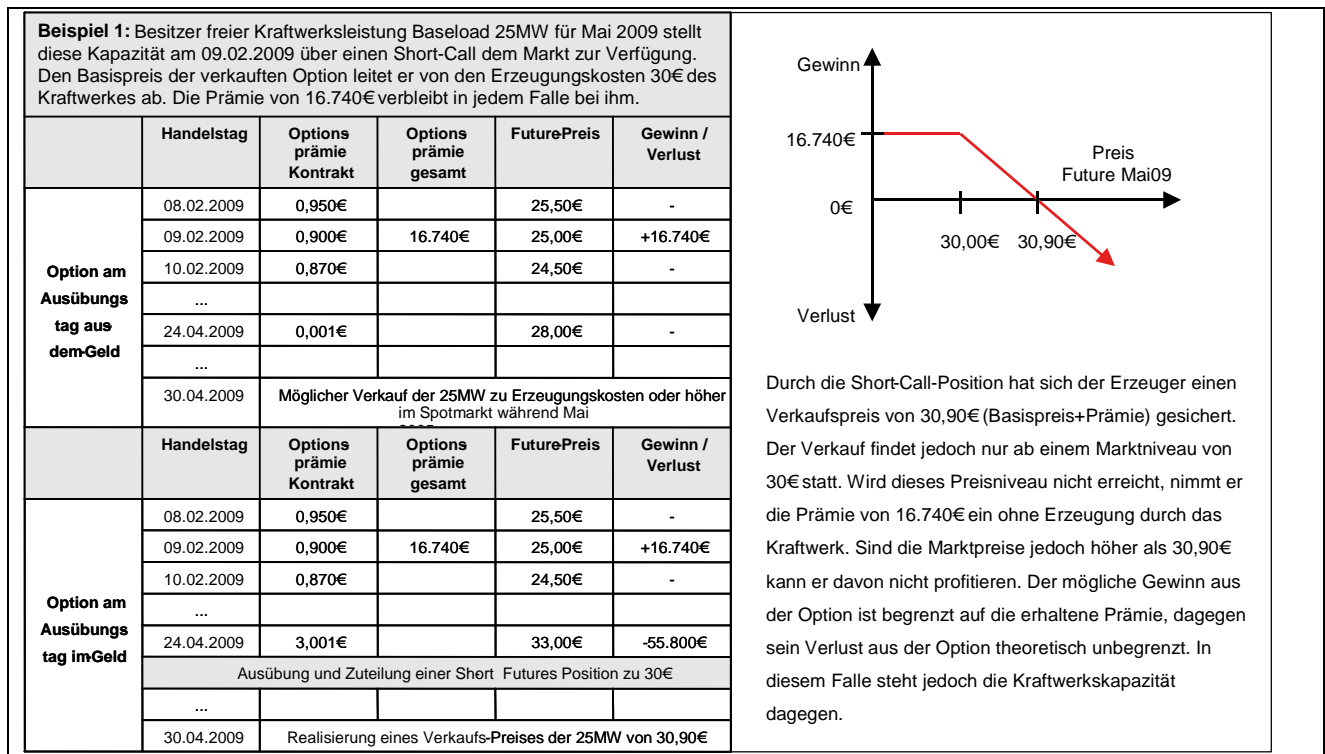 Beispiel 1: Besitzer freier Kraftwerksleistung Baseload 25MW für Mai 2009 stellt
diese Kapazität am 09.02.2009 über einen Short-Call dem Markt zur Verfügung.
Den Basispreis der verkauften Option leitet er von den Erzeugungskosten 30€ des
Kraftwerkes ab. Die Prämie von 16.740€ verbleibt in jedem Falle bei ihm.
Handelstag Options prämie Kontrakt Options prämie gesamt Future-Preis Gewinn / Verlust
Option am
Ausübungs
tag aus
dem-Geld
08.02.2009 0,950€ 25,50€ -
09.02.2009 0,900€ 16.740€ 25,00€ +16.740€
10.02.2009 0,870€ 24,50€ -
...
24.04.2009 0,001€ 28,00€ -
...
30.04.2009 Möglicher Verkauf der 25MW zu Erzeugungskosten oder höher
im Spotmarkt während Mai
Handelstag Options prämie Kontrakt Options prämie gesamt Future-Preis Gewinn / Verlust
Option am
Ausübungs
tag im-Geld
08.02.2009 0,950€ 25,50€ -
09.02.2009 0,900€ 16.740€ 25,00€ +16.740€
10.02.2009 0,870€ 24,50€ -
...
24.04.2009 3,001€ 33,00€ -55.800€
Ausübung und Zuteilung einer Short Futures Position zu 30€
...
30.04.2009 Realisierung eines Verkaufs-Preises der 25MW von 30,90€
Gewinn
16.740€
Preis
Future Mai09
0€
30,00€ 30,90€
Verlust
Durch die Short-Call-Position hat sich der Erzeuger einen
Verkaufspreis von 30,90€ (Basispreis+Prämie) gesichert.
Der Verkauf findet jedoch nur ab einem Marktniveau von
30€ statt. Wird dieses Preisniveau nicht erreicht, nimmt er
die Prämie von 16.740€ ein ohne Erzeugung durch das
Kraftwerk. Sind die Marktpreise jedoch höher als 30,90€
kann er davon nicht profitieren. Der mögliche Gewinn aus
der Option ist begrenzt auf die erhaltene Prämie, dagegen
sein Verlust aus der Option theoretisch unbegrenzt. In
diesem Falle steht jedoch die Kraftwerkskapazität
dagegen.